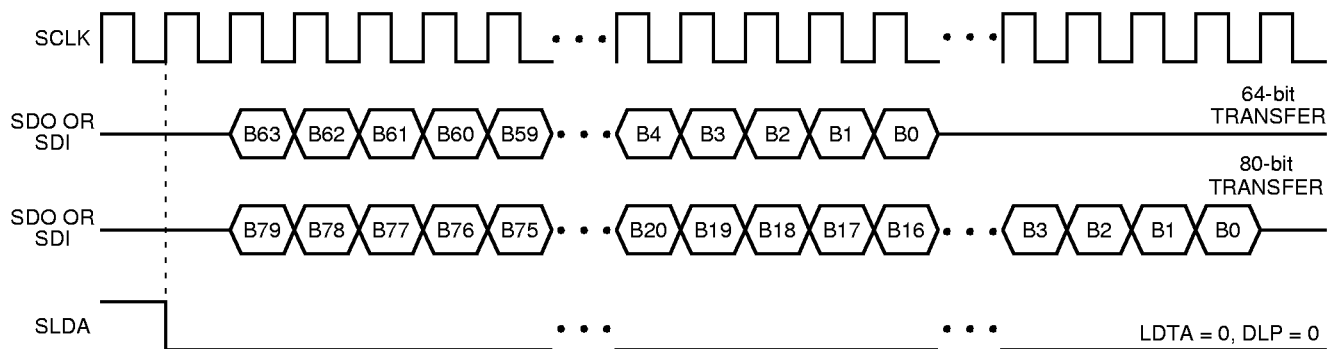 SCLK
64-bit
TRANSFER
SDO OR
SDI
B63 B62 B61 B60 B59 B4 B3 B2 B1 B0
80-bit
TRANSFER
SDO OR
SDI
B79 B78 B77 B76 B75 B20 B19 B18 B17 B16 B3 B2 B1 B0
SLDA
LDTA = 0, DLP = 0